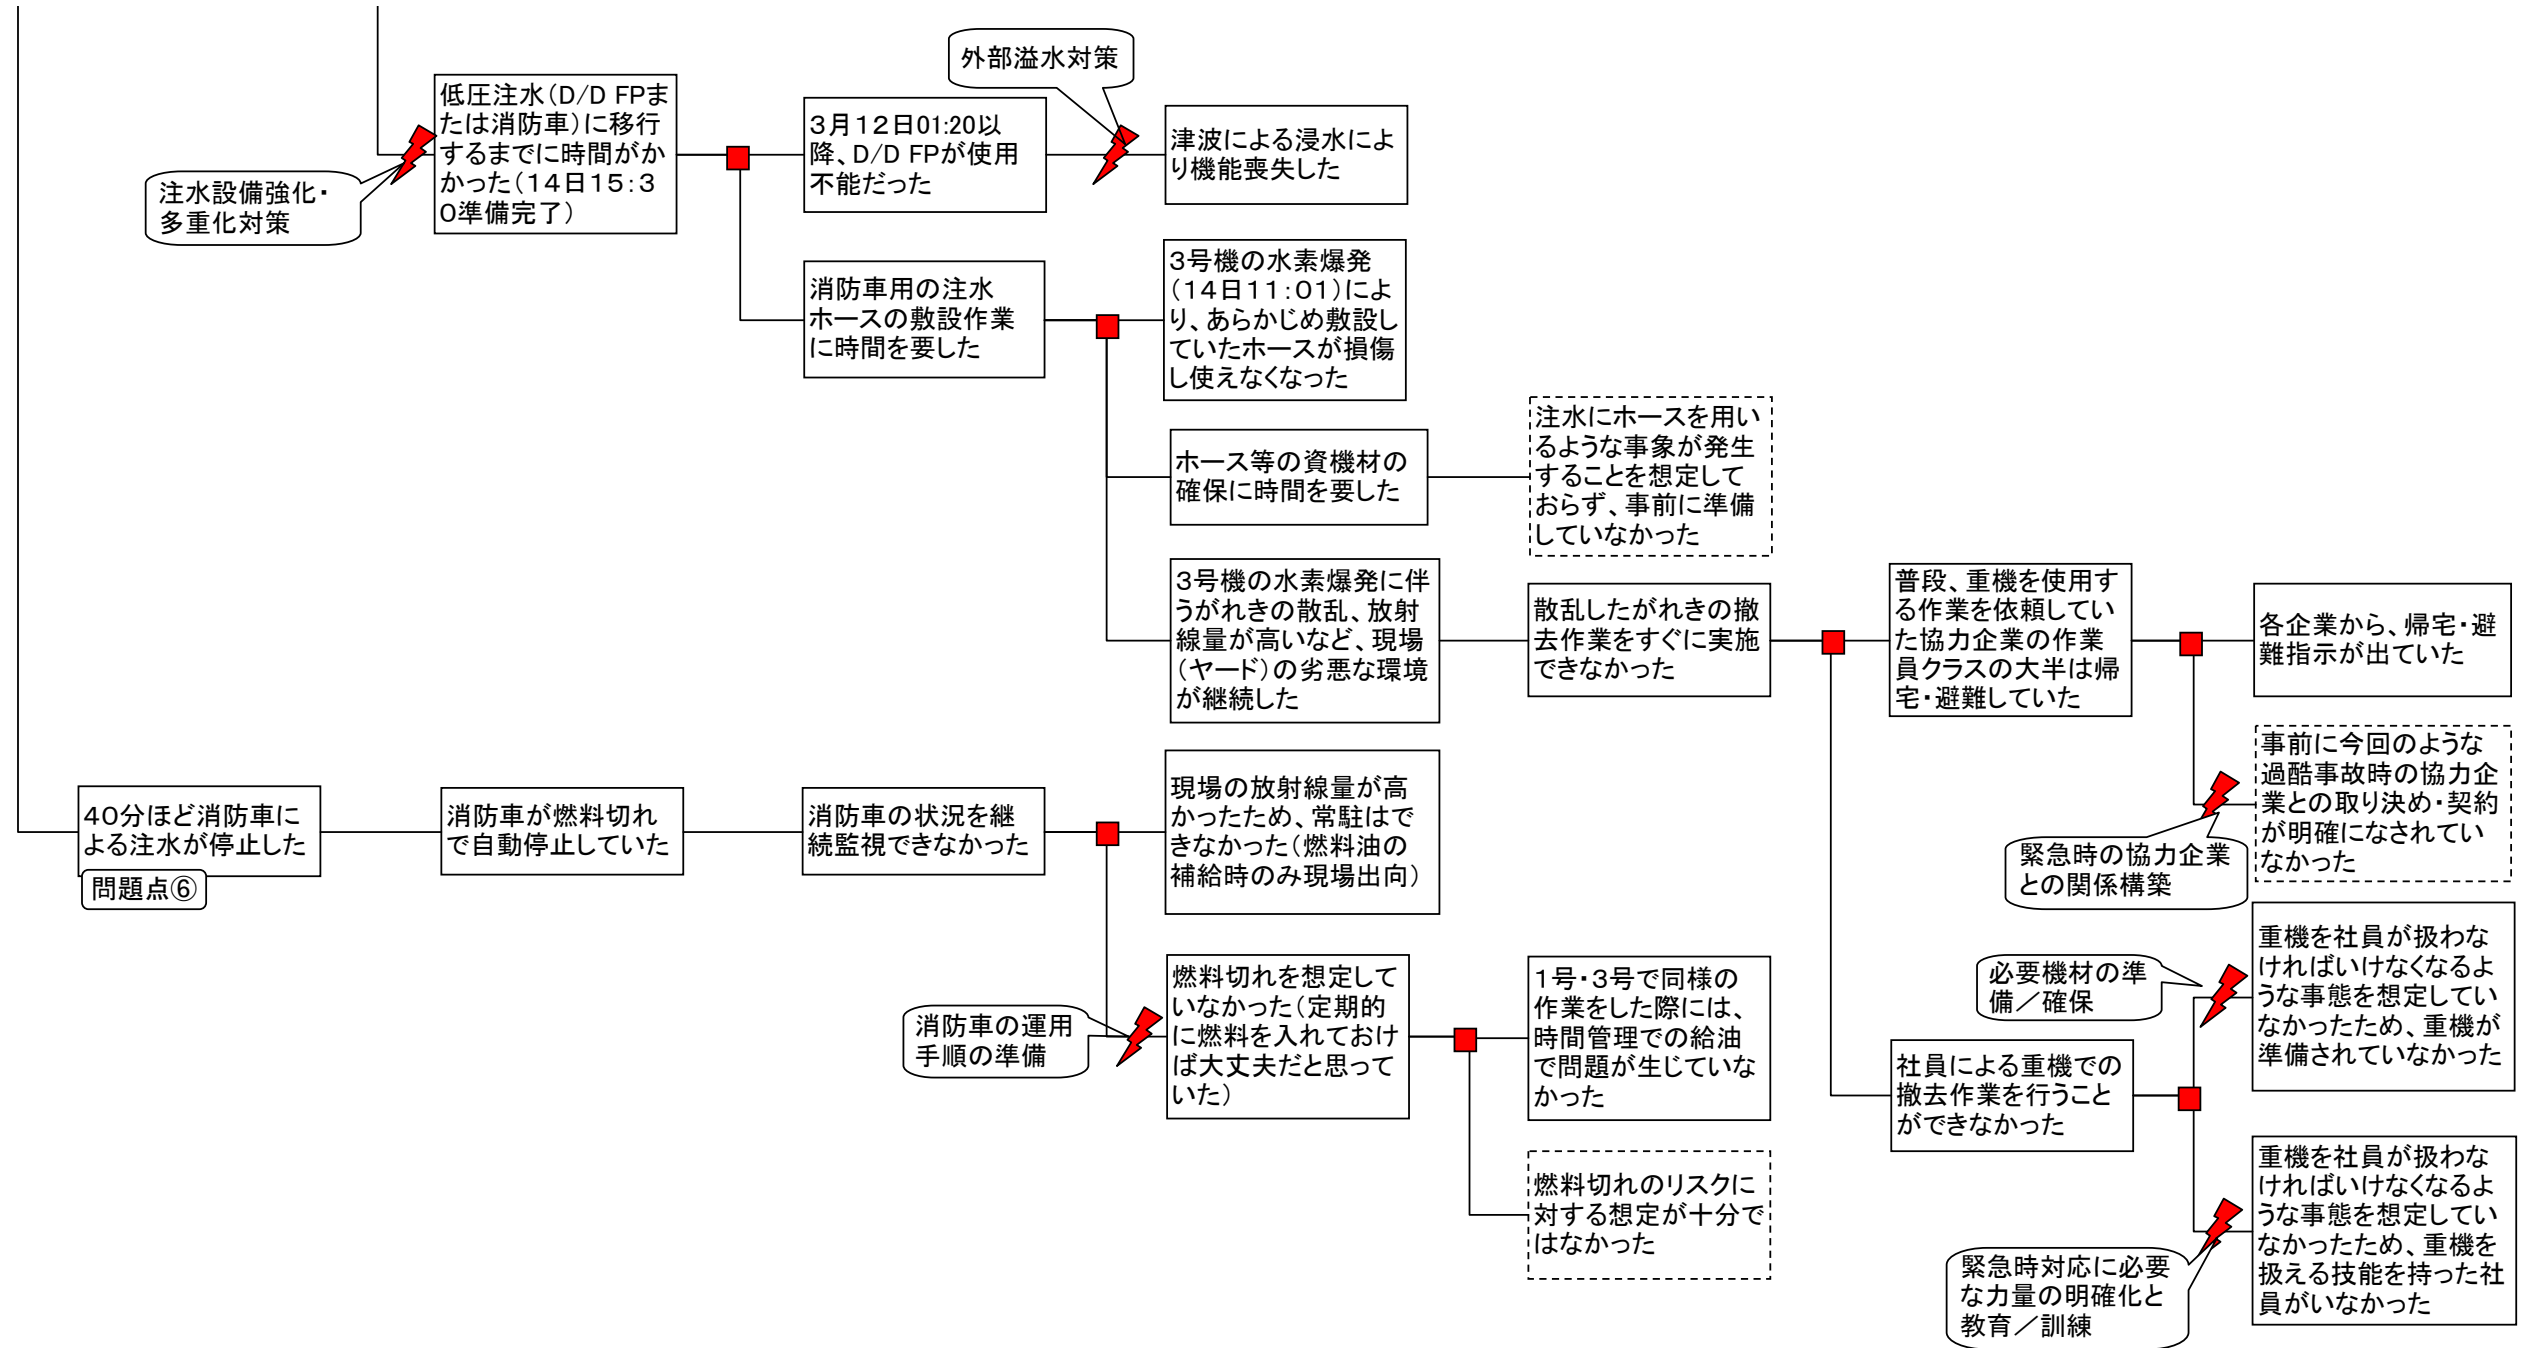 外部溢水対策
低圧注水（D/D FPま
たは消防車）に移行
するまでに時間がか
かった（１４日１５：３
０準備完了）
注水設備強化・
多重化対策
３月１２日01:20以
降、D/D FPが使用
不能だった
津波による浸水によ
り機能喪失した
消防車用の注水
ホースの敷設作業
に時間を要した
３号機の水素爆発
（１４日１１：０１）によ
り、あらかじめ敷設し
ていたホースが損傷
し使えなくなった
ホース等の資機材の
確保に時間を要した
注水にホースを用い
るような事象が発生
することを想定して
おらず、事前に準備
していなかった
３号機の水素爆発に伴
うがれきの散乱、放射
線量が高いなど、現場
（ヤード）の劣悪な環境
が継続した
散乱したがれきの撤
去作業をすぐに実施
できなかった
普段、重機を使用す
る作業を依頼してい
た協力企業の作業
員クラスの大半は帰
宅・避難していた
各企業から、帰宅・避
難指示が出ていた
事前に今回のような
過酷事故時の協力企
業との取り決め・契約
が明確になされてい
なかった
緊急時の協力企業
との関係構築
４０分ほど消防車に
よる注水が停止した
問題点⑥
消防車が燃料切れ
で自動停止していた
消防車の状況を継
続監視できなかった
現場の放射線量が高
かったため、常駐はで
きなかった（燃料油の
補給時のみ現場出向）
消防車の運用
手順の準備
燃料切れを想定して
いなかった（定期的
に燃料を入れておけ
ば大丈夫だと思って
いた）
１号・３号で同様の
作業をした際には、
時間管理での給油
で問題が生じていな
かった
燃料切れのリスクに
対する想定が十分で
はなかった
社員による重機での
撤去作業を行うこと
ができなかった
必要機材の準
備／確保
重機を社員が扱わな
ければいけなくなるよ
うな事態を想定してい
なかったため、重機が
準備されていなかった
緊急時対応に必要
な力量の明確化と
教育／訓練
重機を社員が扱わな
ければいけなくなるよ
うな事態を想定してい
なかったため、重機を
扱える技能を持った社
員がいなかった